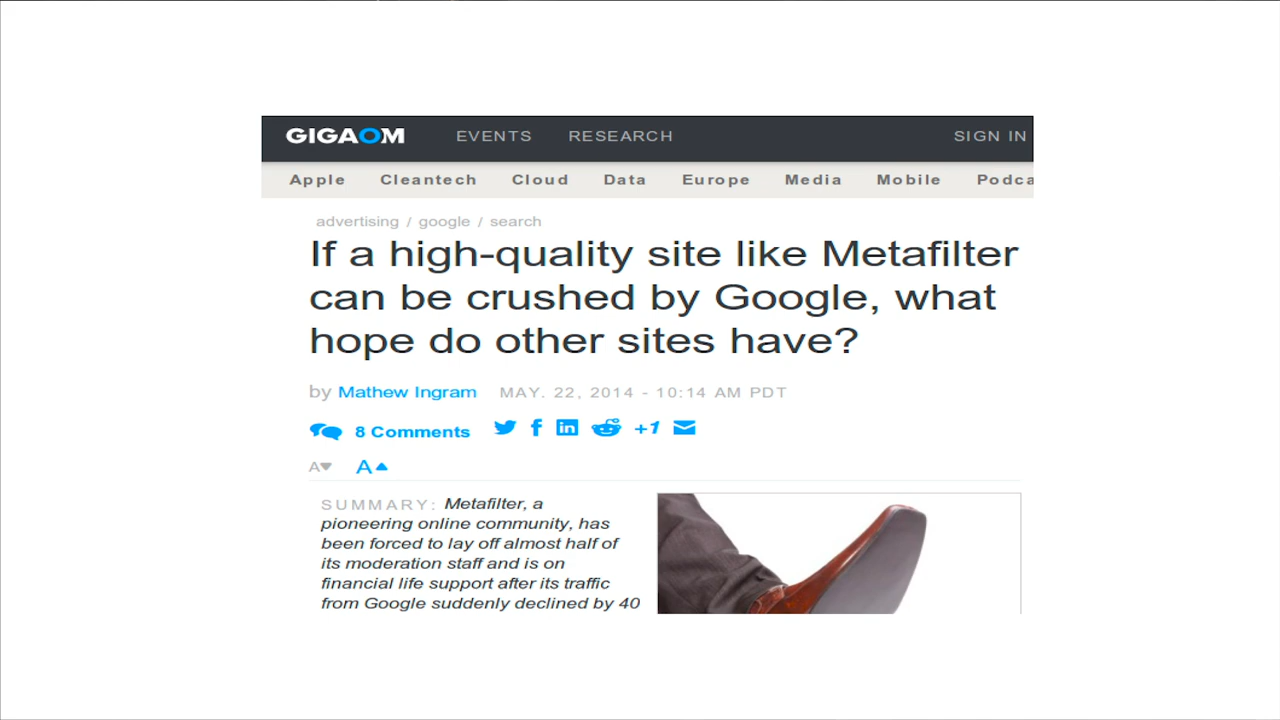 GIGAOM EVENTS RESEARCH SIGN IN
Apple Cleantech Cloud Data Europe Media Mobile Podca
advertising / google / search
If a high-quality site like Metafilter
can be crushed by Google, what
hope do other sites have?
by Mathew Ingram MAY. 22, 2014 - 10:14 AM PDT
8 Comments +1
A A
SUMMARY: Metafilter, a
pioneering online community, has
been forced to lay off almost half of
its moderation staff and is on
financial life support after its traffic
from Google suddenly declined by 40